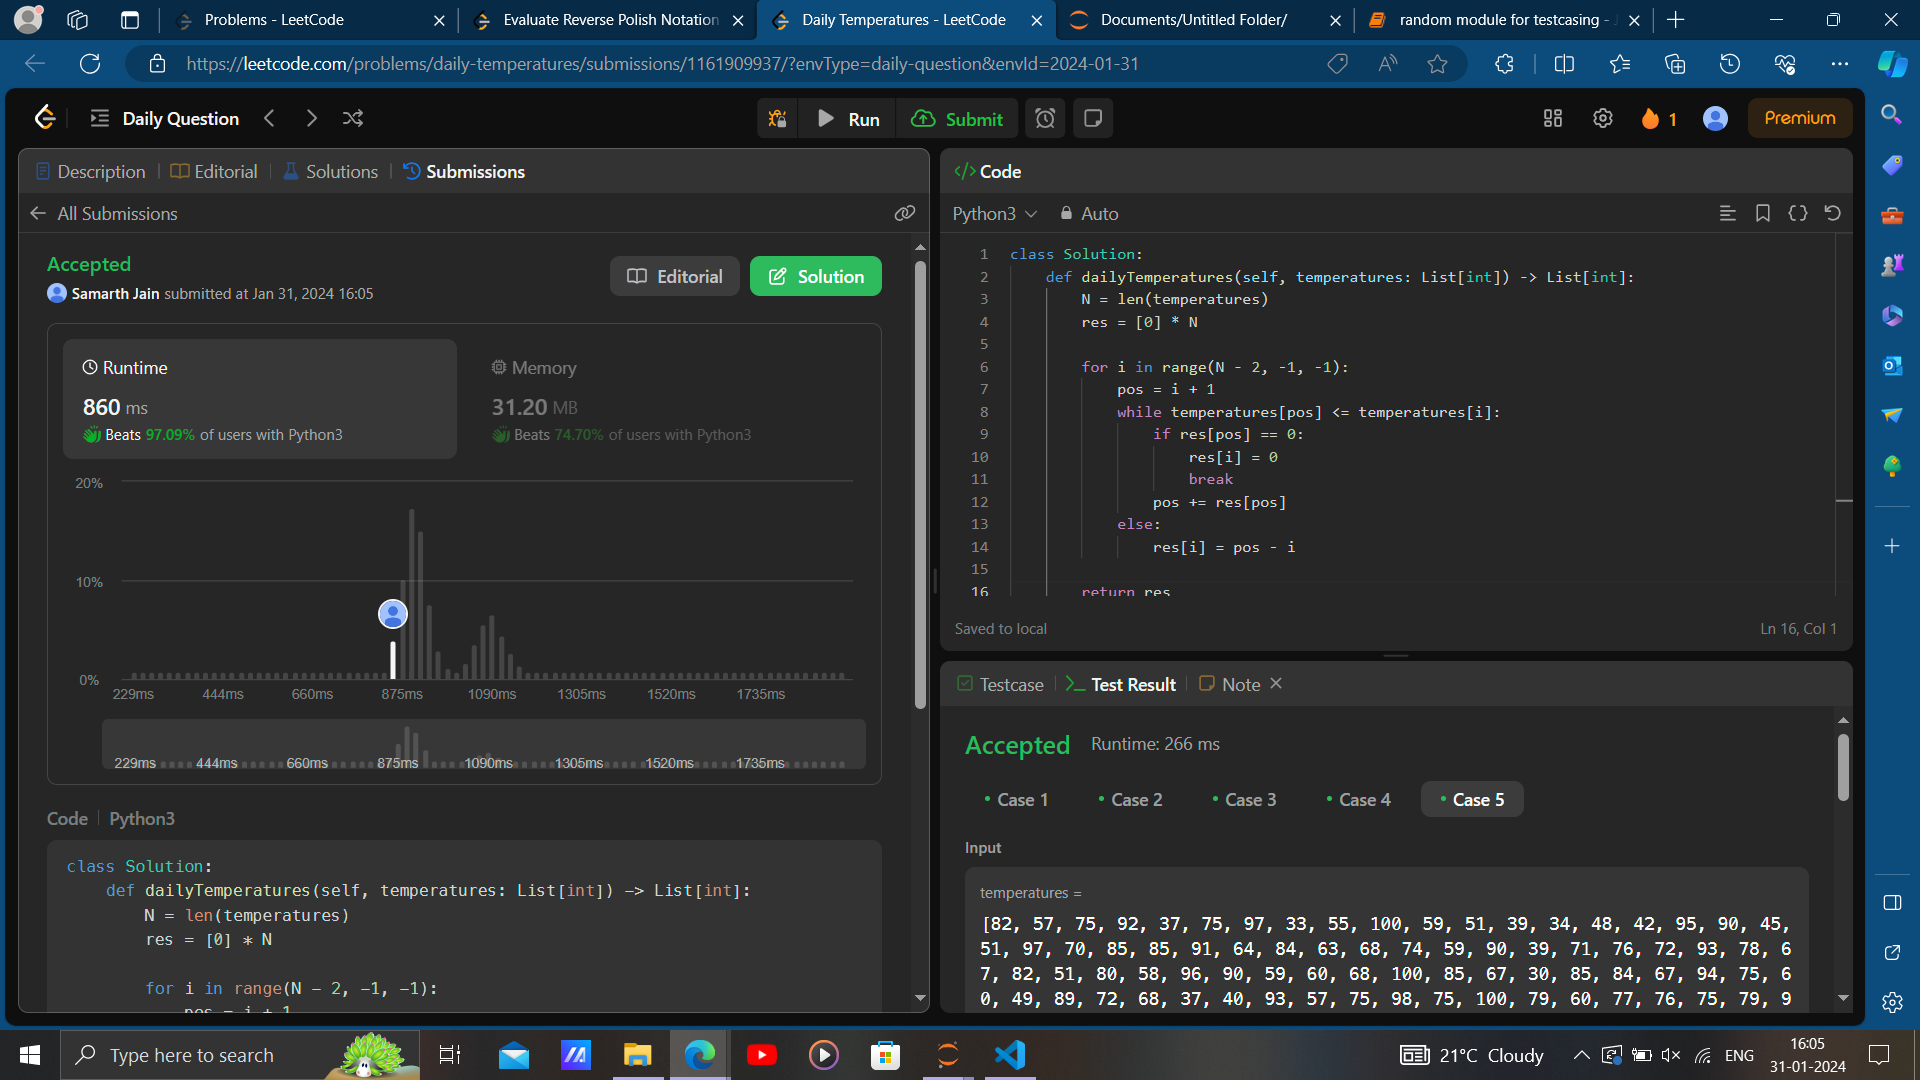 Problems - LeetCode
Evaluate Reverse Polish Notation
Daily Temperatures - LeetCode
Documents/Untitled Folder/
random module for testcasing -
https://leetcode.com/problems/daily-temperatures/submissions/1161909937/?envType=daily-question&envId=2024-01-31
Daily Question
Run
Submit
1
Premium
Description
Editorial
Solutions
Submissions
All Submissions
Accepted
Samarth Jain submitted at Jan 31, 2024 16:05
Editorial
Solution
Runtime
860 ms
Beats 97.09% of users with Python3
Memory
31.20 MB
Beats 74.70% of users with Python3
20%
10%
0%
229ms 444ms 660ms 875ms 1090ms 1305ms 1520ms 1735ms
229ms 444ms 660ms 875ms 1090ms 1305ms 1520ms 1735ms
Code
Python3
class Solution:
def dailyTemperatures(self, temperatures: List[int]) -> List[int]:
N = len(temperatures)
res = [0] * N
for i in range(N - 2, -1, -1):
pos = i + 1
Code
Python3
Auto
1 class Solution:
2 def dailyTemperatures(self, temperatures: List[int]) -> List[int]:
3 N = len(temperatures)
4 res = [0] * N
5
6 for i in range(N - 2, -1, -1):
7 pos = i + 1
8 while temperatures[pos] <= temperatures[i]:
9 if res[pos] == 0:
10 res[i] = 0
11 break
12 pos += res[pos]
13 else:
14 res[i] = pos - i
15
16 return res
Saved to local
Ln 16, Col 1
Testcase
Test Result
Note
Accepted
Runtime: 266 ms
Case 1
Case 2
Case 3
Case 4
Case 5
Input
temperatures =
[82, 57, 75, 92, 37, 75, 97, 33, 55, 100, 59, 51, 39, 34, 48, 42, 95, 90, 45,
51, 97, 70, 85, 85, 91, 64, 84, 63, 68, 74, 59, 90, 39, 71, 76, 72, 93, 78, 6
7, 82, 51, 80, 58, 96, 90, 59, 60, 68, 100, 85, 67, 30, 85, 84, 67, 94, 75, 6
0, 49, 89, 72, 68, 37, 40, 93, 57, 75, 98, 75, 100, 79, 60, 77, 76, 75, 79, 9
Type here to search
21°C Cloudy
ENG
16:05
31-01-2024